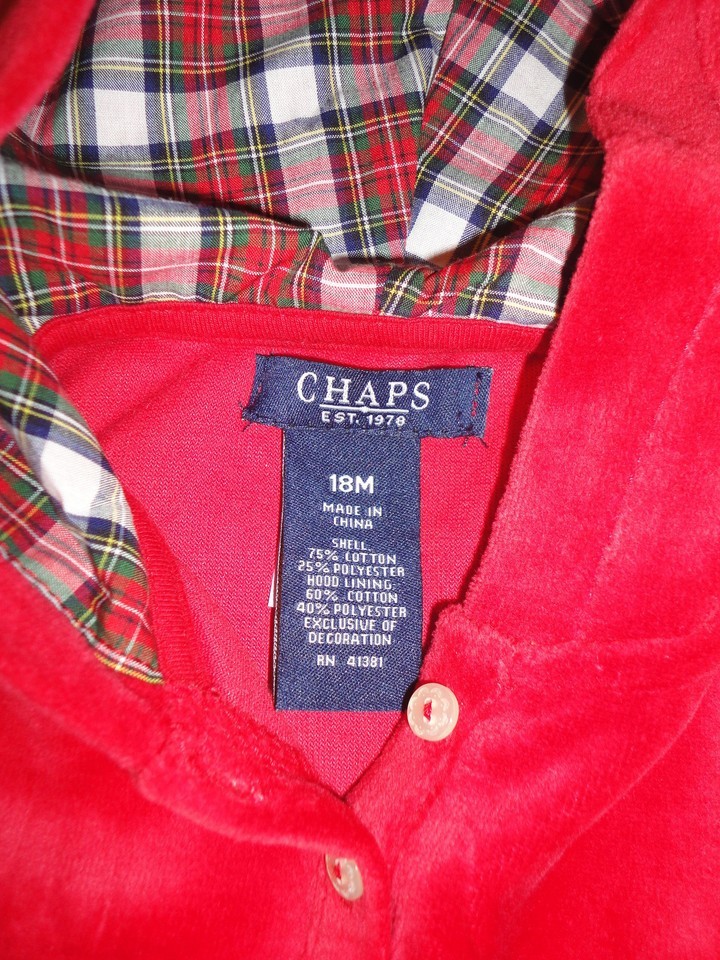 CHAPS
EST. 1978
18M
MADE IN
CHINA
SHELL
75% COTTON
25% POLYESTER
HOOD LINING
60% COTTON
40% POLYESTER
EXCLUSIVE OF
DECORATION
RN 41381